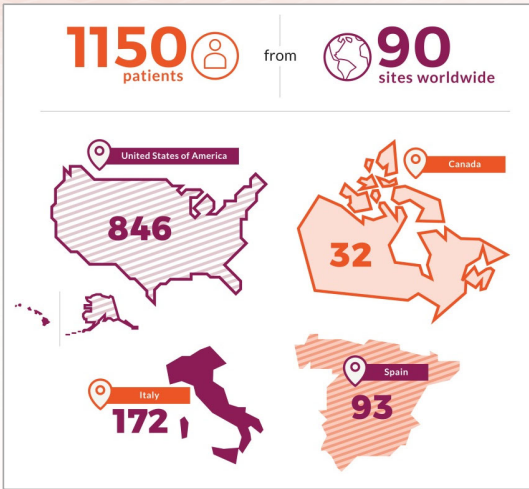 1150 patients
from
90 sites worldwide
United States of America
846
Canada
32
Italy
172
Spain
93